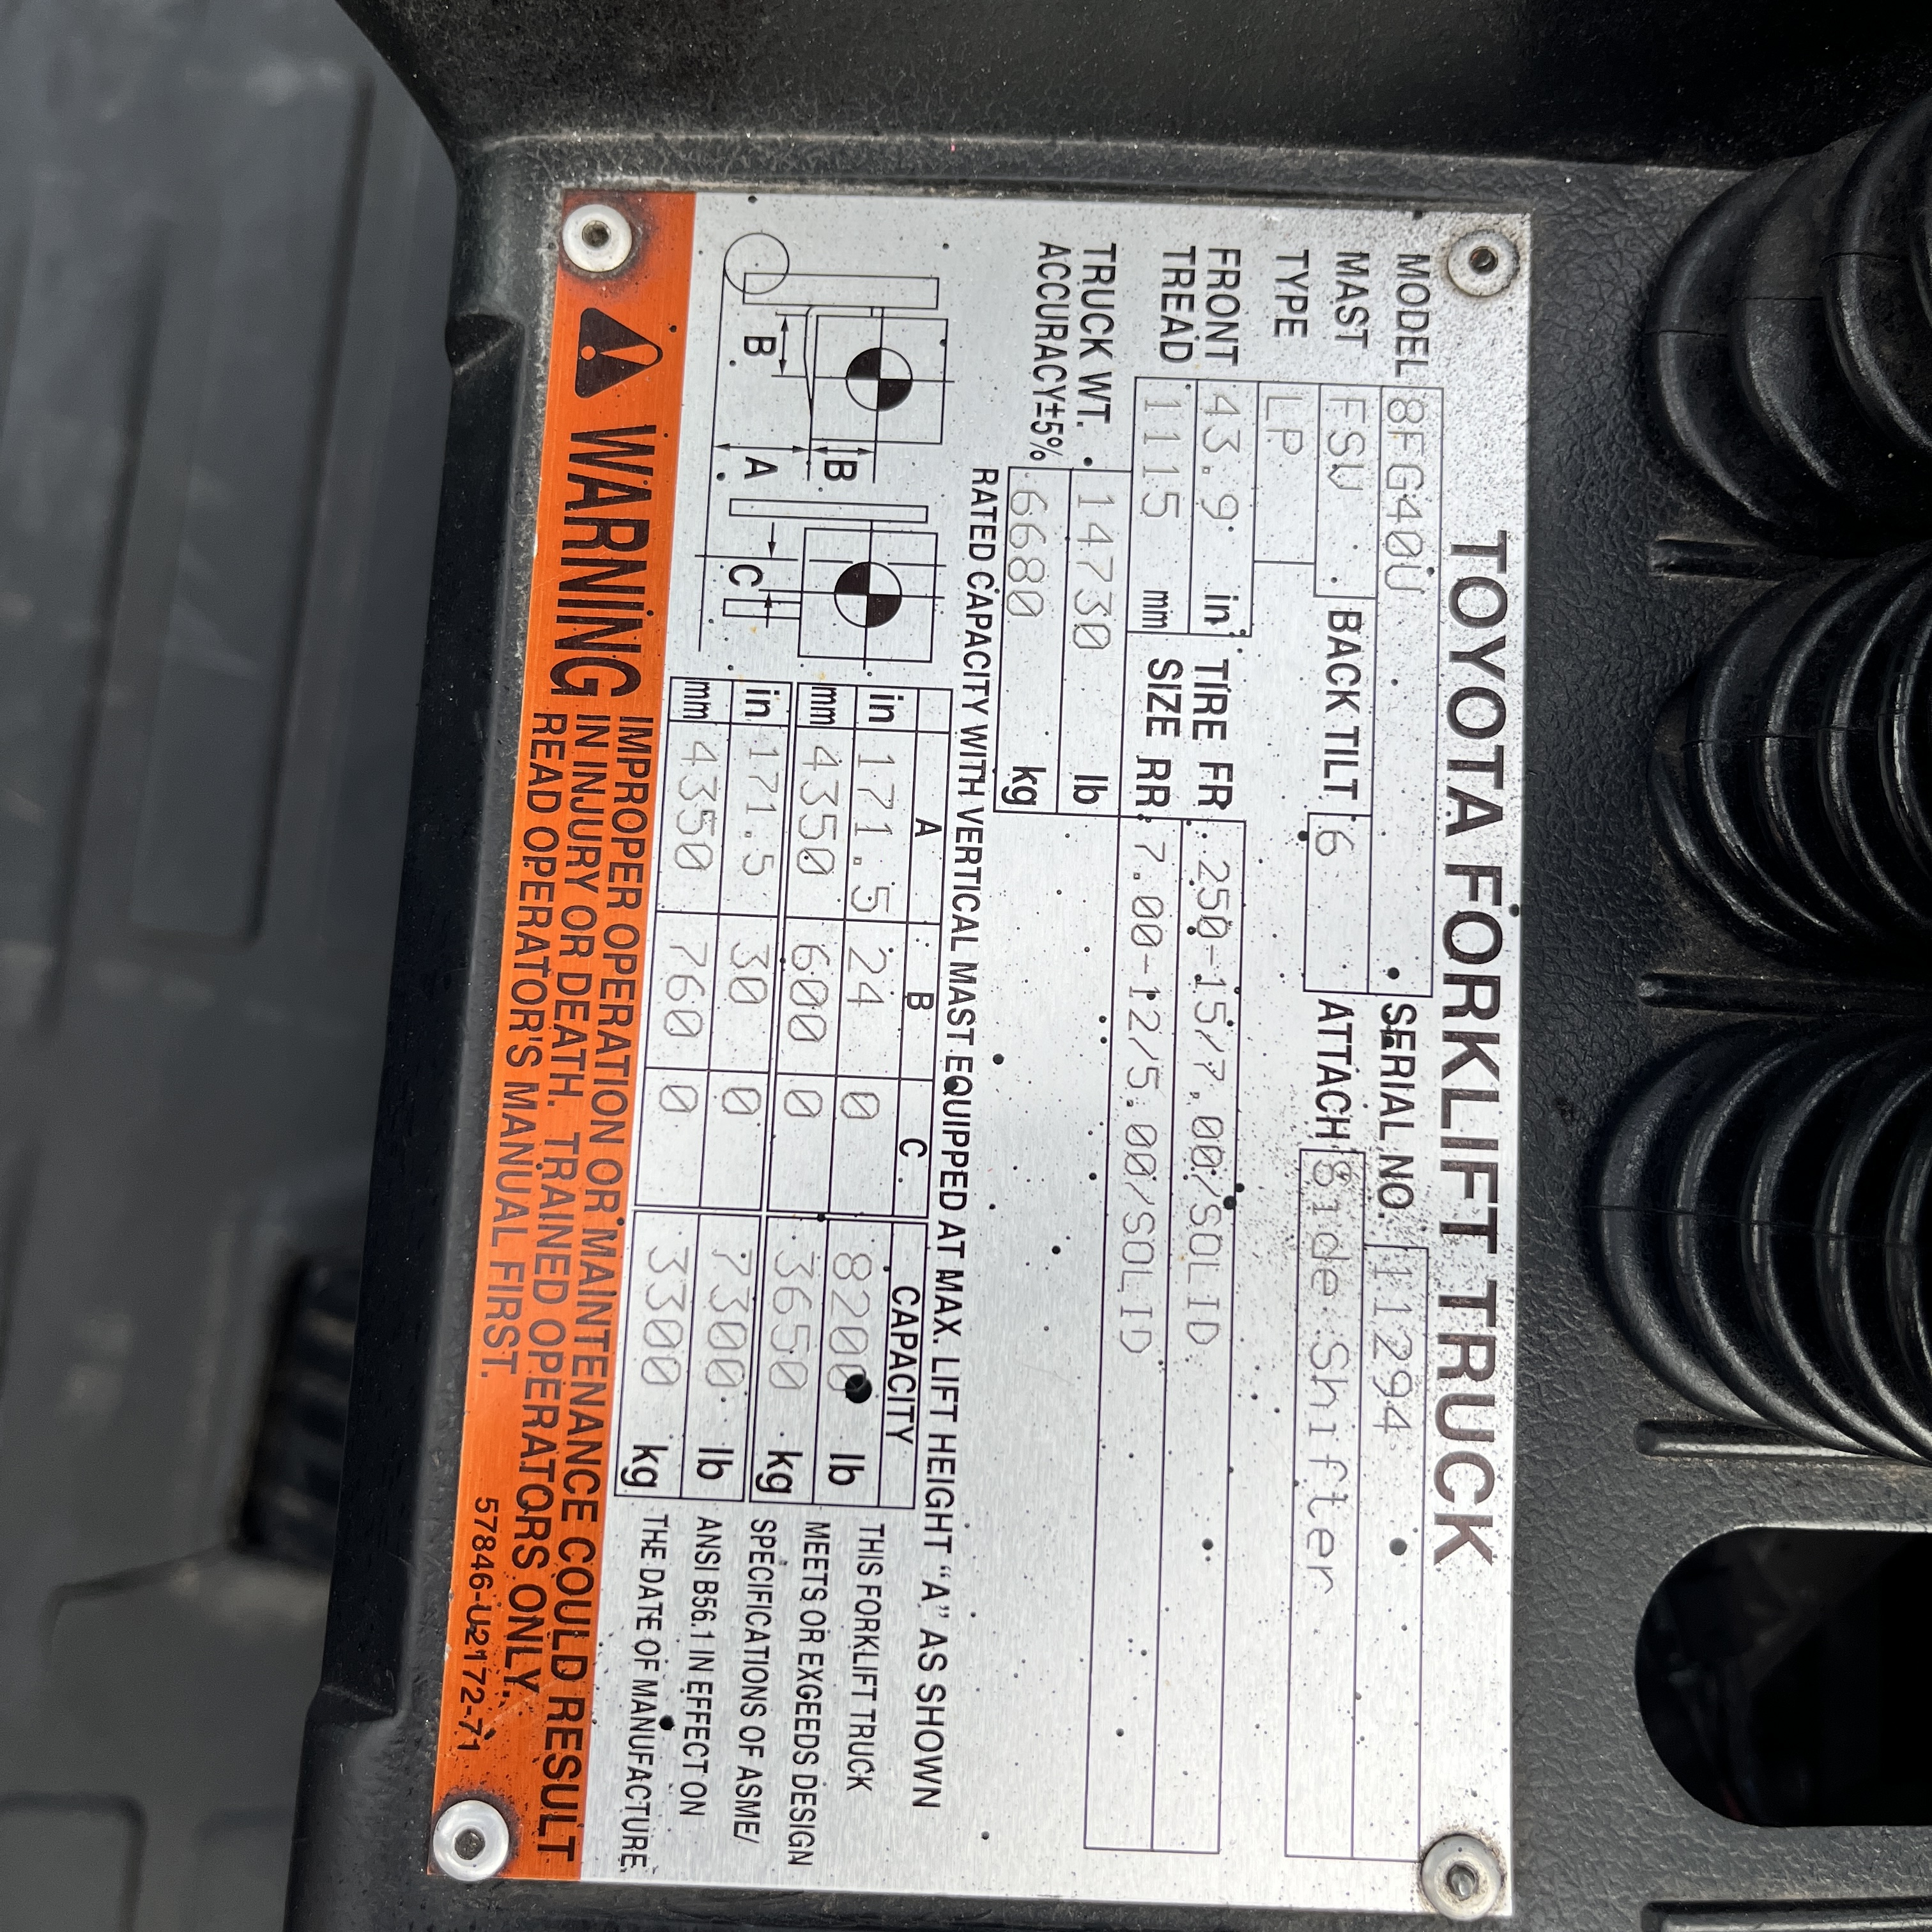 TOYOTA FORKLIFT TRUCK
MODEL 8FG40U SERIAL NO. 11294
MAST FSV BACK TILT 6 ATTACH Side Shifter
TYPE LP
FRONT 43.9 in TIRE FR 250-15/7.00/SOLID
TREAD 1115 mm SIZE RR 7.00-12/5.00/SOLID
TRUCK WT. 14730 lb
ACCURACY±5% 6680 kg
RATED CAPACITY WITH VERTICAL MAST EQUIPPED AT MAX. LIFT HEIGHT “A” AS SHOWN
A B C CAPACITY
in 171.5 24 0 8200 lb
mm 4350 600 0 3650 kg
in 171.5 30 0 7300 lb
mm 4350 760 0 3300 kg
B
B
A
C
THIS FORKLIFT TRUCK
MEETS OR EXCEEDS DESIGN
SPECIFICATIONS OF ASME/
ANSI B56.1 IN EFFECT ON
THE DATE OF MANUFACTURE.
WARNING
IMPROPER OPERATION OR MAINTENANCE COULD RESULT
IN INJURY OR DEATH. TRAINED OPERATORS ONLY.
READ OPERATOR'S MANUAL FIRST.
57846-U2172-71